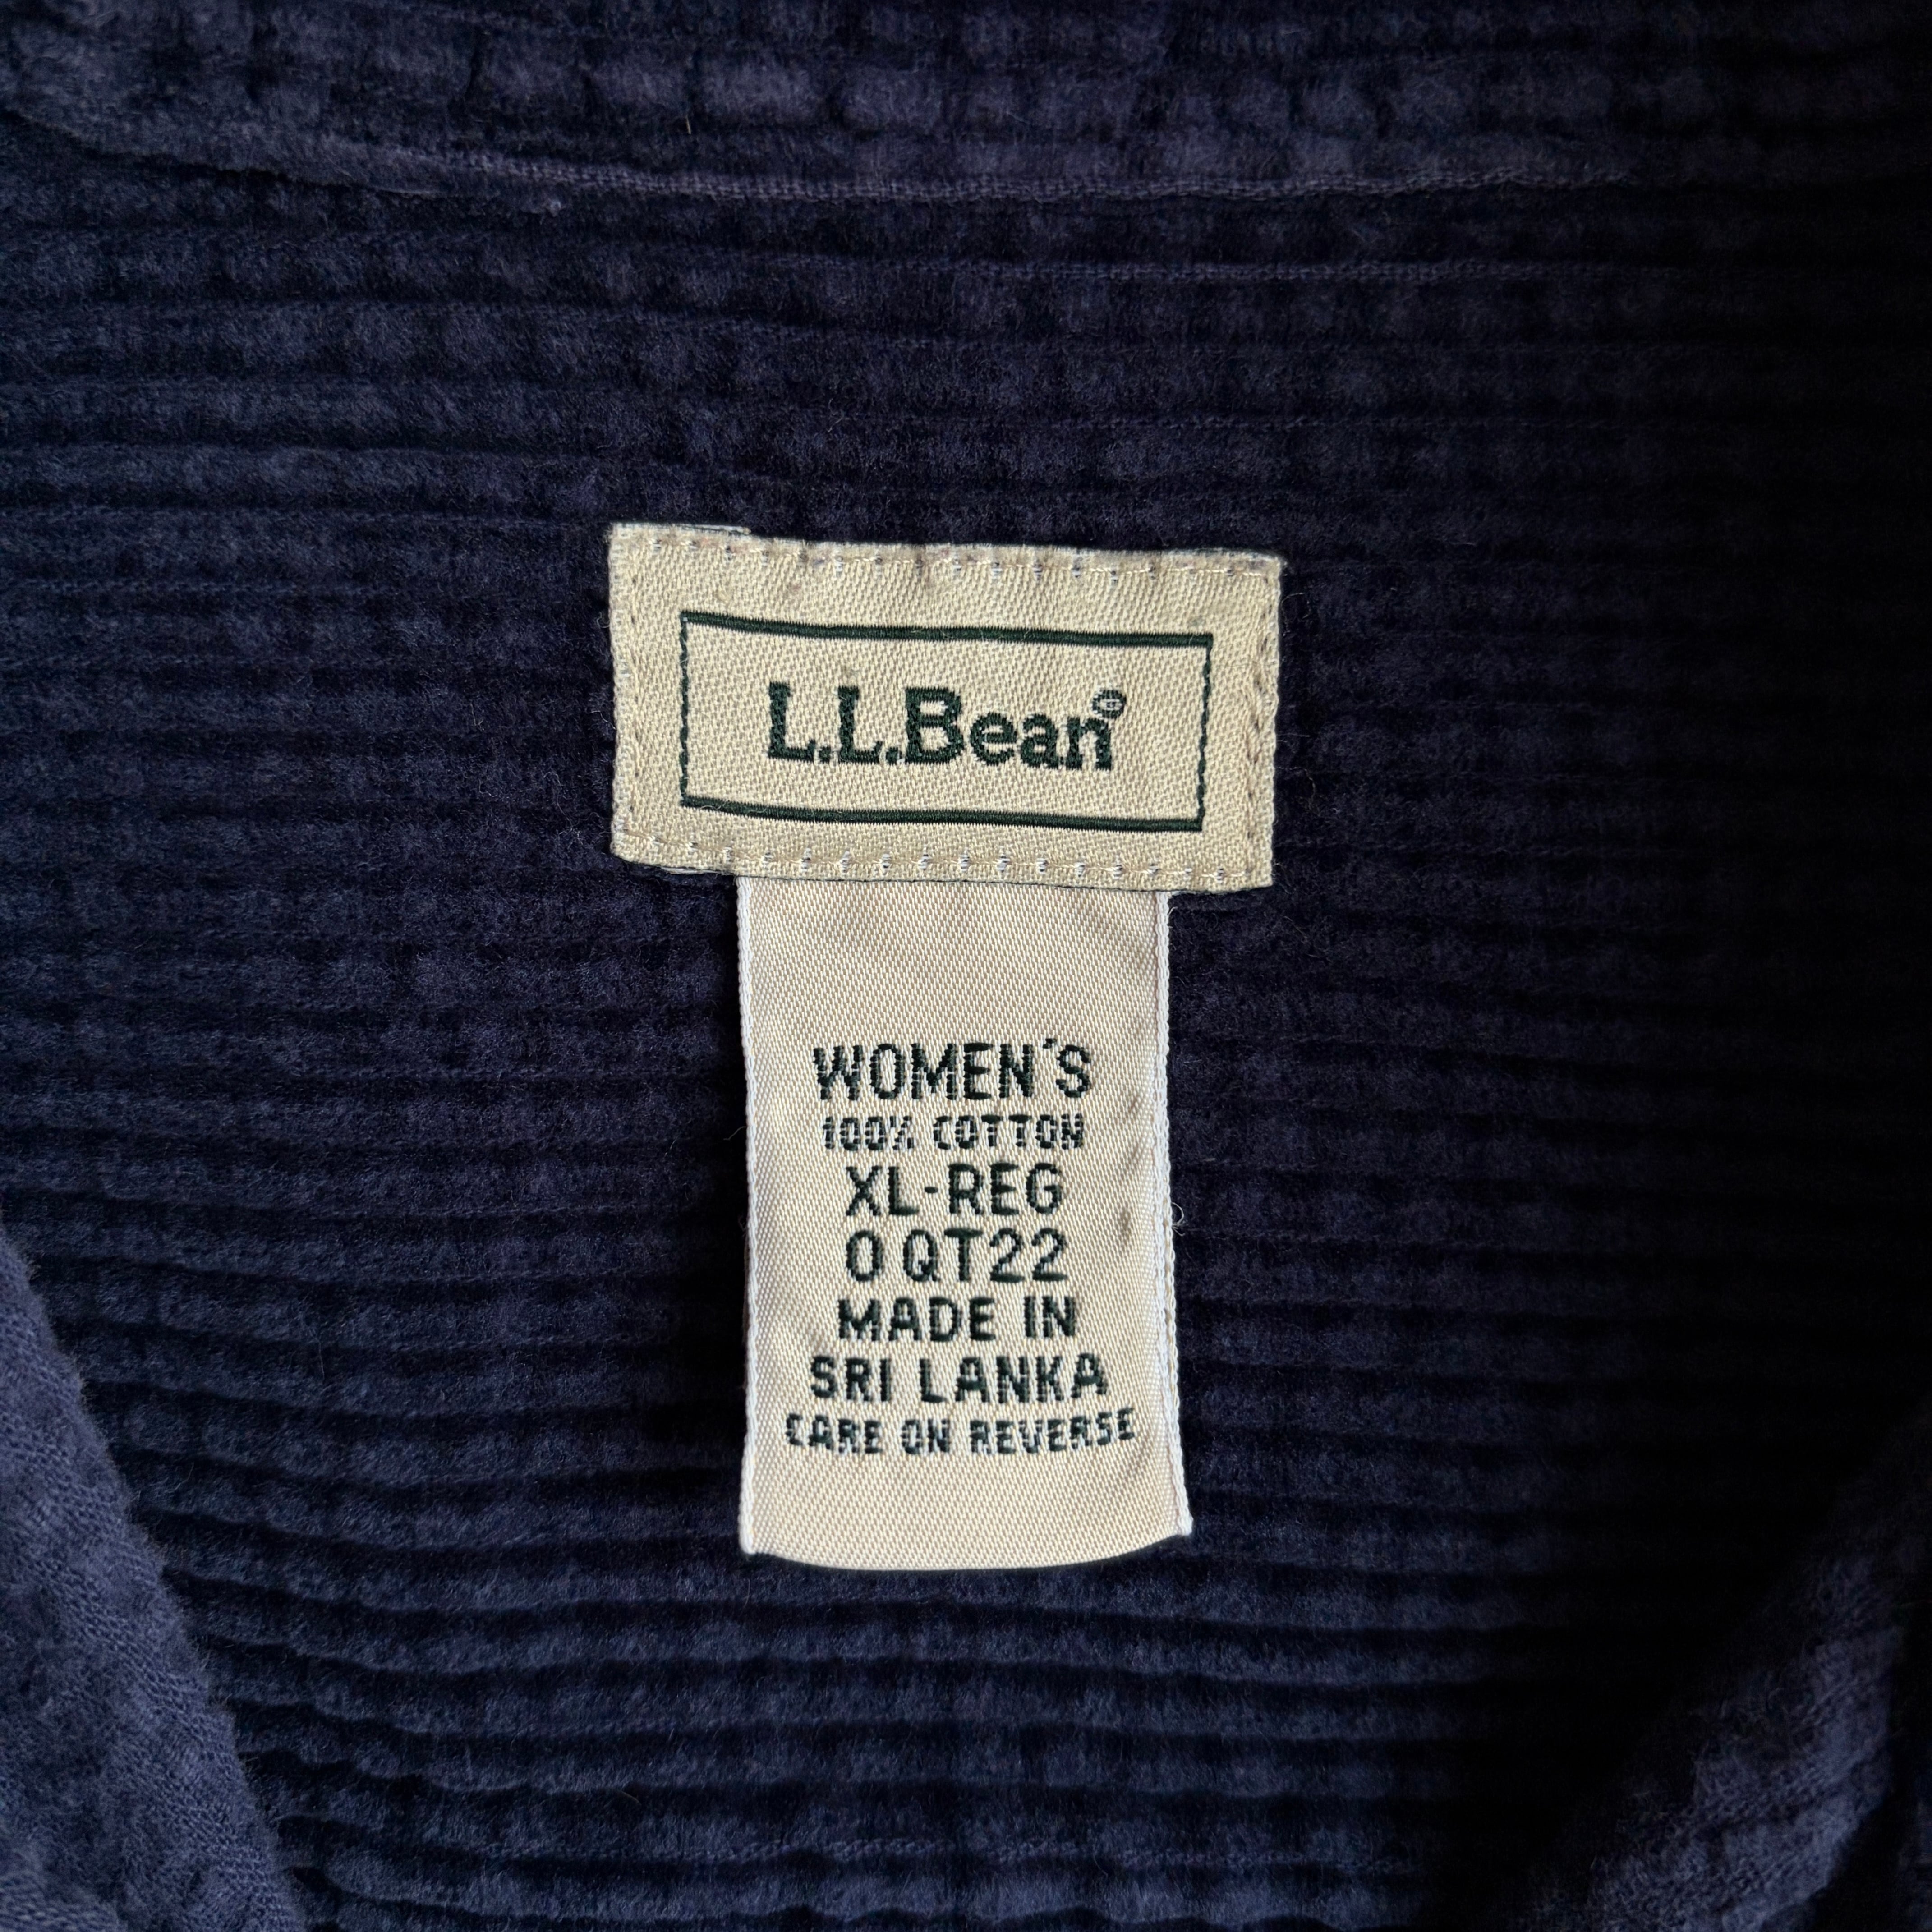 L.L.Bean®
WOMEN'S
100% COTTON
XL-REG
0 QT22
MADE IN
SRI LANKA
CARE ON REVERSE